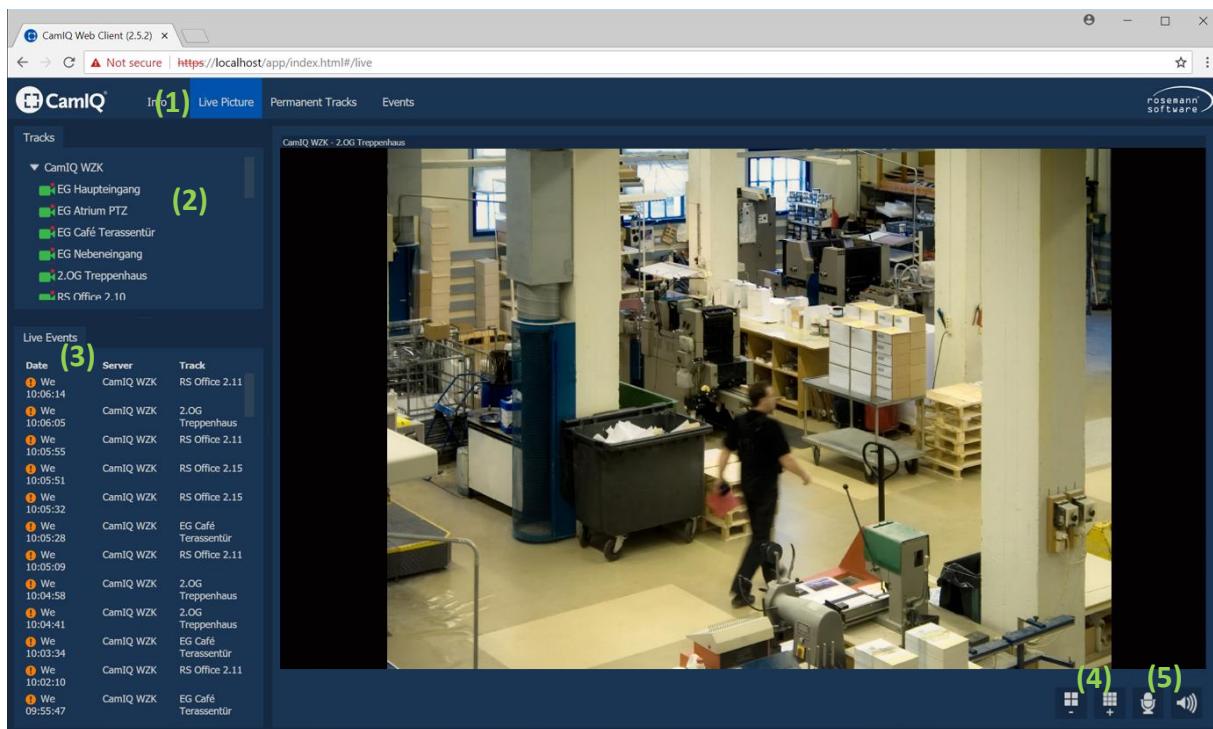 CamIQ Web Client (2.5.2)
Not secure https://localhost/app/index.html#/live
CamIQ Info (1) Live Picture Permanent Tracks Events rosemann software
Tracks
CamIQ WZK
EG Haupteingang
(2)
EG Atrium PTZ
EG Café Terassentür
EG Nebeneingang
2.OG Treppenhaus
RS Office 2.10
CamIQ WZK - 2.OG Treppenhaus
Live Events
(3)
Date Server Track
We CamIQ WZK RS Office 2.11
10:06:14
We CamIQ WZK 2.OG
10:06:05 Treppenhaus
We CamIQ WZK RS Office 2.11
10:05:55
We CamIQ WZK RS Office 2.15
10:05:51
We CamIQ WZK RS Office 2.15
10:05:32
We CamIQ WZK EG Café
10:05:28 Terassentür
We CamIQ WZK RS Office 2.11
10:05:09
We CamIQ WZK 2.OG
10:04:58 Treppenhaus
We CamIQ WZK 2.OG
10:04:41 Treppenhaus
We CamIQ WZK EG Café
10:03:34 Terassentür
We CamIQ WZK RS Office 2.11
10:02:10
We CamIQ WZK EG Café
09:55:47 Terassentür
(4) (5)
- +